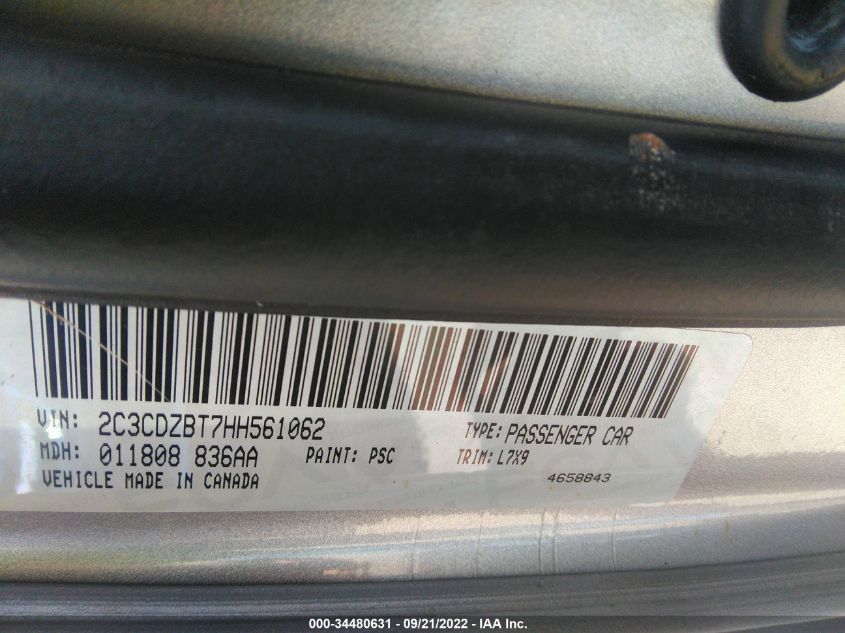 VIN: 2C3CDZBT7HH561062 TYPE: PASSENGER CAR
MDH: 011808 836AA PAINT: PSC TRIM: L7X9
VEHICLE MADE IN CANADA 4658843
000-34480631 - 09/21/2022 - IAA Inc.